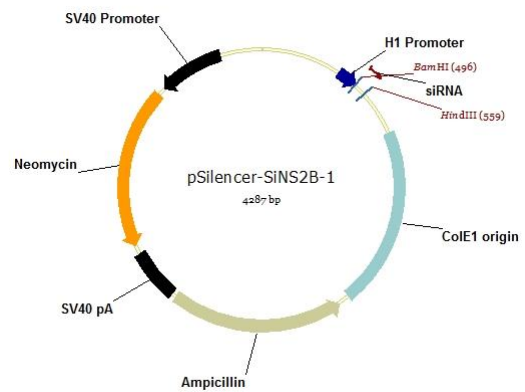 SV40 Promoter
H1 Promoter
BamHI (496)
siRNA
HindIII (559)
Neomycin
pSilencer-SiNS2B-1
4287 bp
ColE1 origin
SV40 pA
Ampicillin